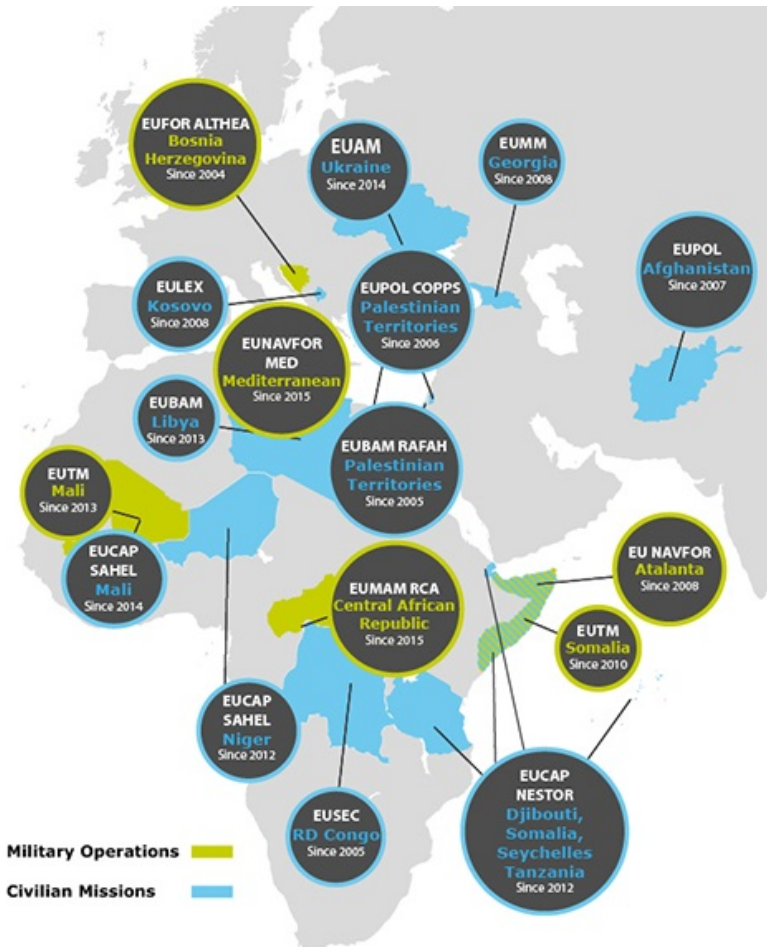 EUFOR ALTHEA
Bosnia
Herzegovina
Since 2004
EUAM
Ukraine
Since 2014
EUMM
Georgia
Since 2008
EUPOL
Afghanistan
Since 2007
EULEX
Kosovo
Since 2008
EUPOL COPPS
Palestinian
Territories
Since 2006
EUNAVFOR
MED
Mediterranean
Since 2015
EUBAM
Libya
Since 2013
EUBAM RAFAH
Palestinian
Territories
Since 2005
EUTM
Mali
Since 2013
EUCAP
SAHEL
Mali
Since 2014
EUMAM RCA
Central African
Republic
Since 2015
EU NAVFOR
Atalanta
Since 2008
EUTM
Somalia
Since 2010
EUCAP
SAHEL
Niger
Since 2012
EUSEC
RD Congo
Since 2005
EUCAP
NESTOR
Djibouti,
Somalia,
Seychelles
Tanzania
Since 2012
Military Operations
Civilian Missions